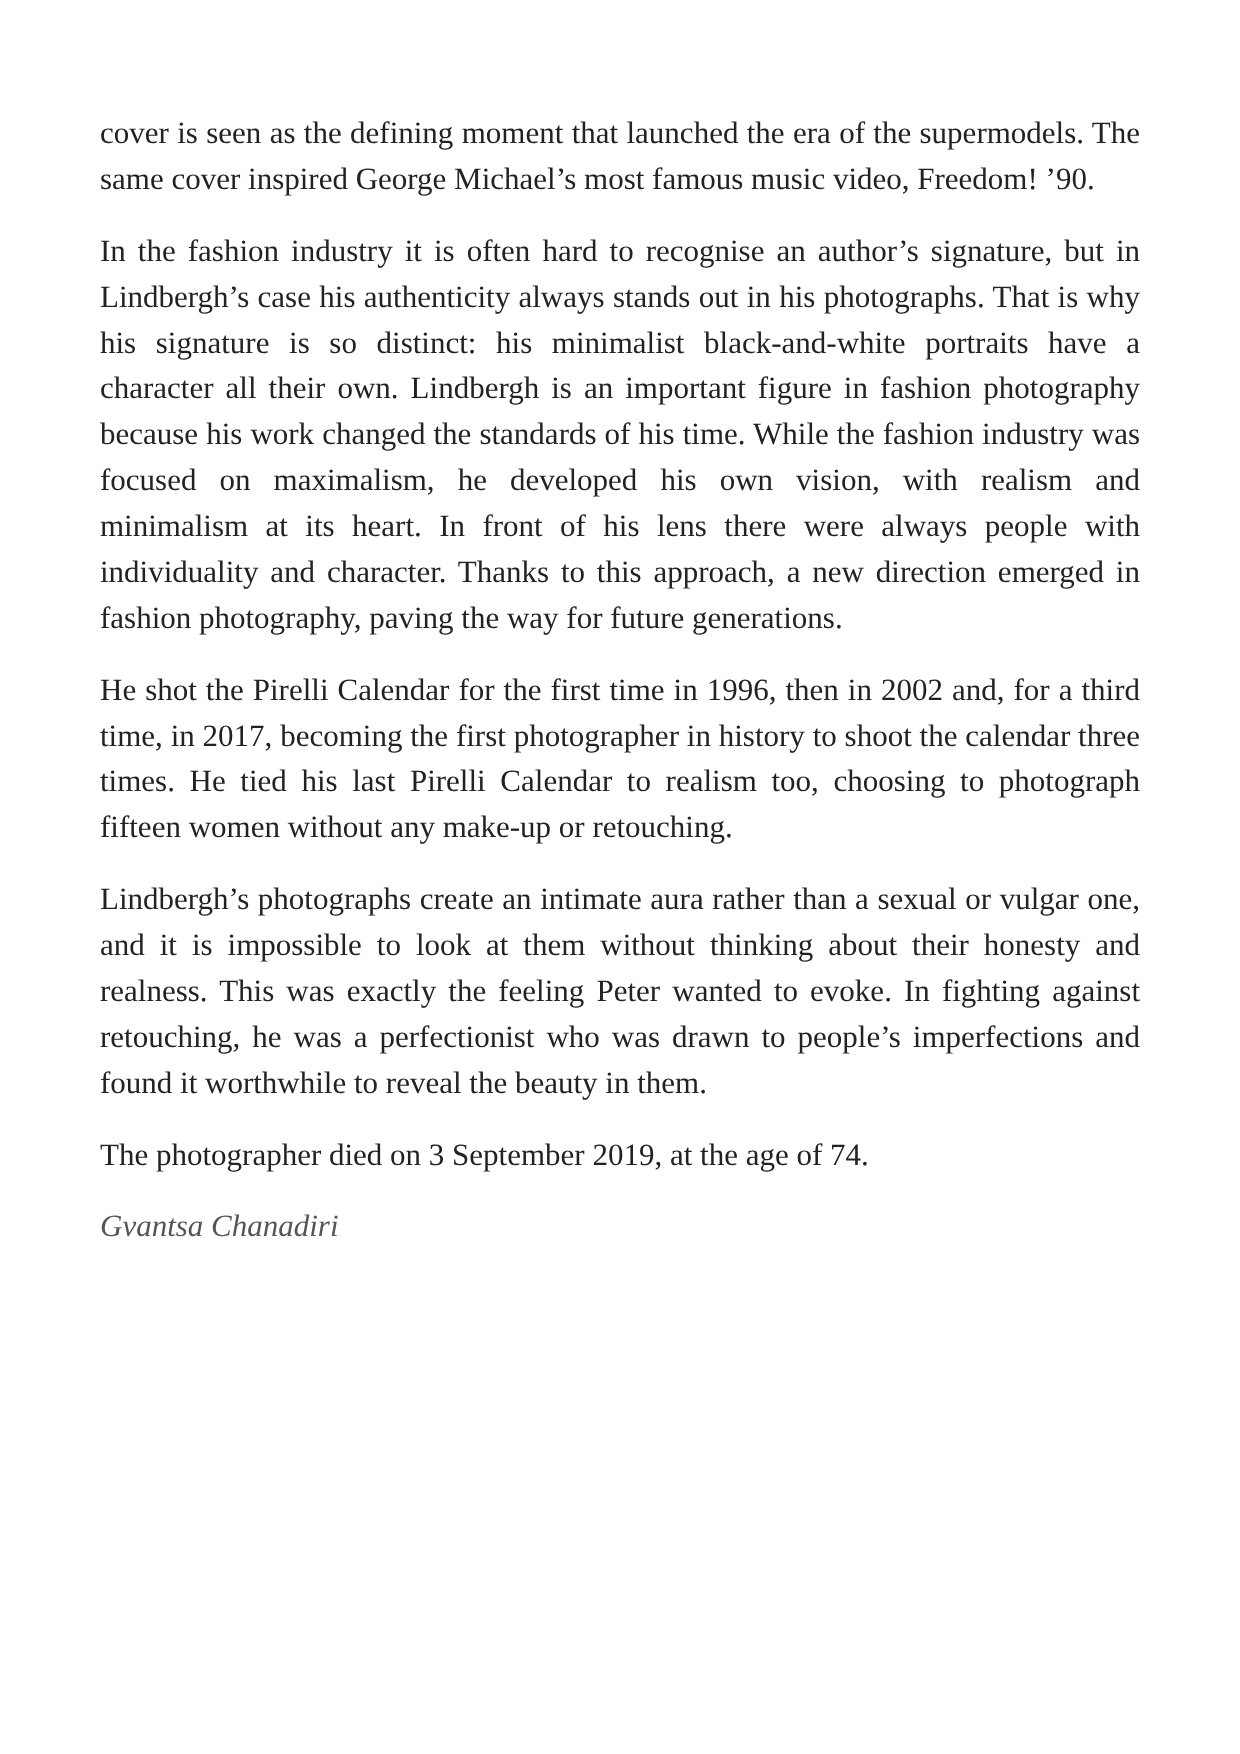 cover is seen as the defining moment that launched the era of the supermodels. The
same cover inspired George Michael’s most famous music video, Freedom! ’90.
In the fashion industry it is often hard to recognise an author’s signature, but in
Lindbergh’s case his authenticity always stands out in his photographs. That is why
his signature is so distinct: his minimalist black-and-white portraits have a
character all their own. Lindbergh is an important figure in fashion photography
because his work changed the standards of his time. While the fashion industry was
focused on maximalism, he developed his own vision, with realism and
minimalism at its heart. In front of his lens there were always people with
individuality and character. Thanks to this approach, a new direction emerged in
fashion photography, paving the way for future generations.
He shot the Pirelli Calendar for the first time in 1996, then in 2002 and, for a third
time, in 2017, becoming the first photographer in history to shoot the calendar three
times. He tied his last Pirelli Calendar to realism too, choosing to photograph
fifteen women without any make-up or retouching.
Lindbergh’s photographs create an intimate aura rather than a sexual or vulgar one,
and it is impossible to look at them without thinking about their honesty and
realness. This was exactly the feeling Peter wanted to evoke. In fighting against
retouching, he was a perfectionist who was drawn to people’s imperfections and
found it worthwhile to reveal the beauty in them.
The photographer died on 3 September 2019, at the age of 74.
Gvantsa Chanadiri